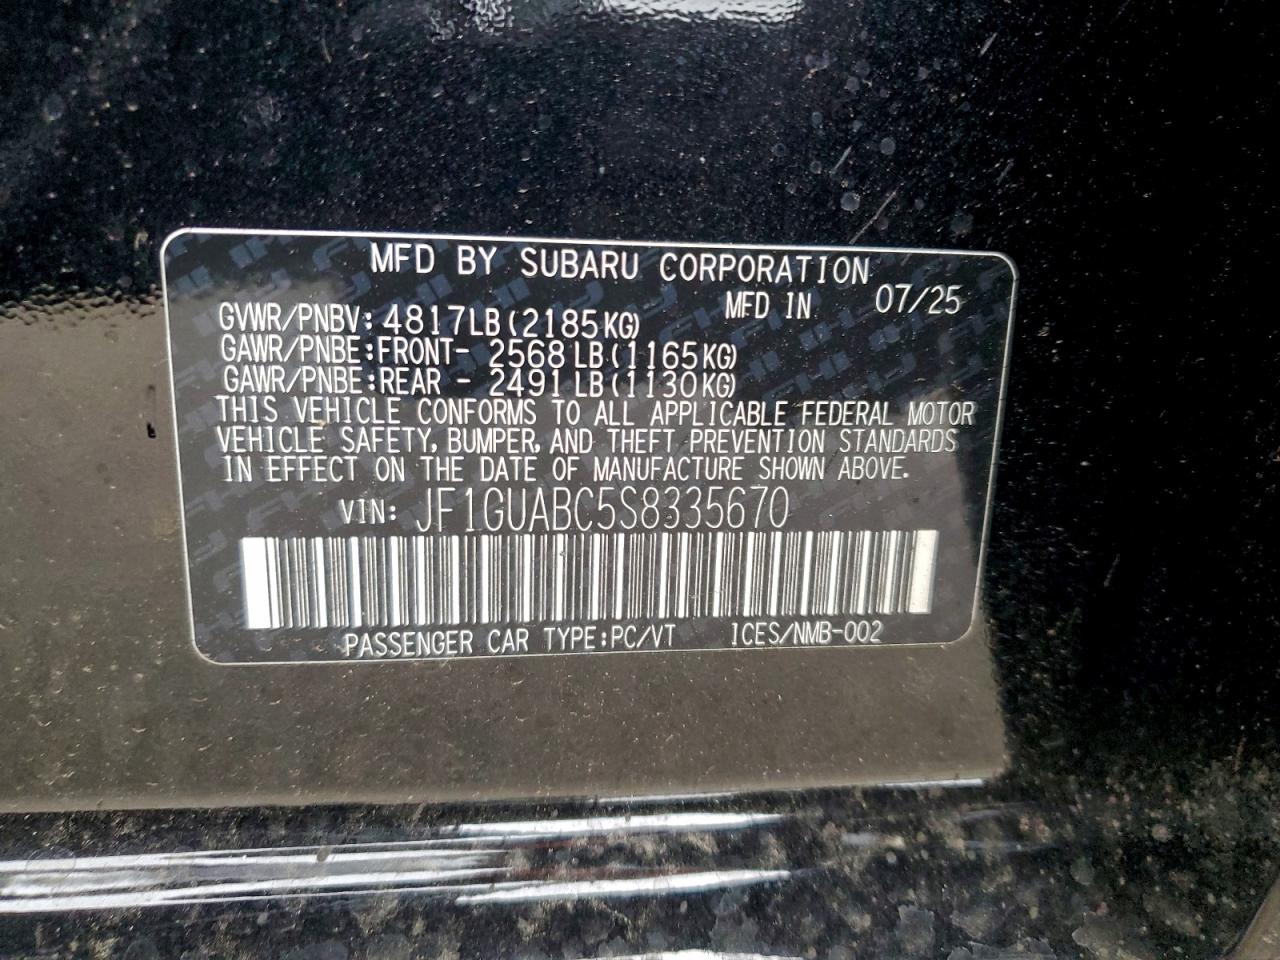 MFD BY SUBARU CORPORATION
MFD IN 07/25
GVWR/PNBV: 4817LB(2185KG)
GAWR/PNBE:FRONT- 2568LB(1165KG)
GAWR/PNBE:REAR - 2491LB(1130KG)
THIS VEHICLE CONFORMS TO ALL APPLICABLE FEDERAL MOTOR
VEHICLE SAFETY, BUMPER, AND THEFT PREVENTION STANDARDS
IN EFFECT ON THE DATE OF MANUFACTURE SHOWN ABOVE.
VIN: JF1GUABC5S8335670
PASSENGER CAR TYPE:PC/VT ICES/NMB-002